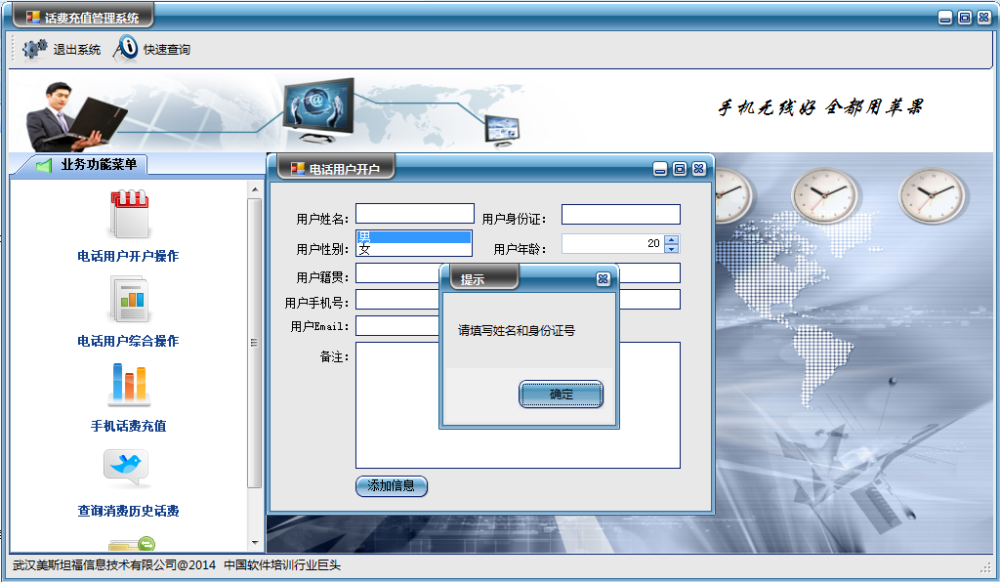 话费充值管理系统
退出系统 快速查询
手机无线好 全都用苹果
业务功能菜单
电话用户开户操作
电话用户综合操作
手机话费充值
查询消费历史话费
电话用户开户
用户姓名: 用户身份证:
用户性别: 男 女 用户年龄: 20
用户籍贯:
用户手机号:
用户Email:
备注:
提示
请填写姓名和身份证号
确定
添加信息
武汉美斯坦福信息技术有限公司@2014 中国软件培训行业巨头